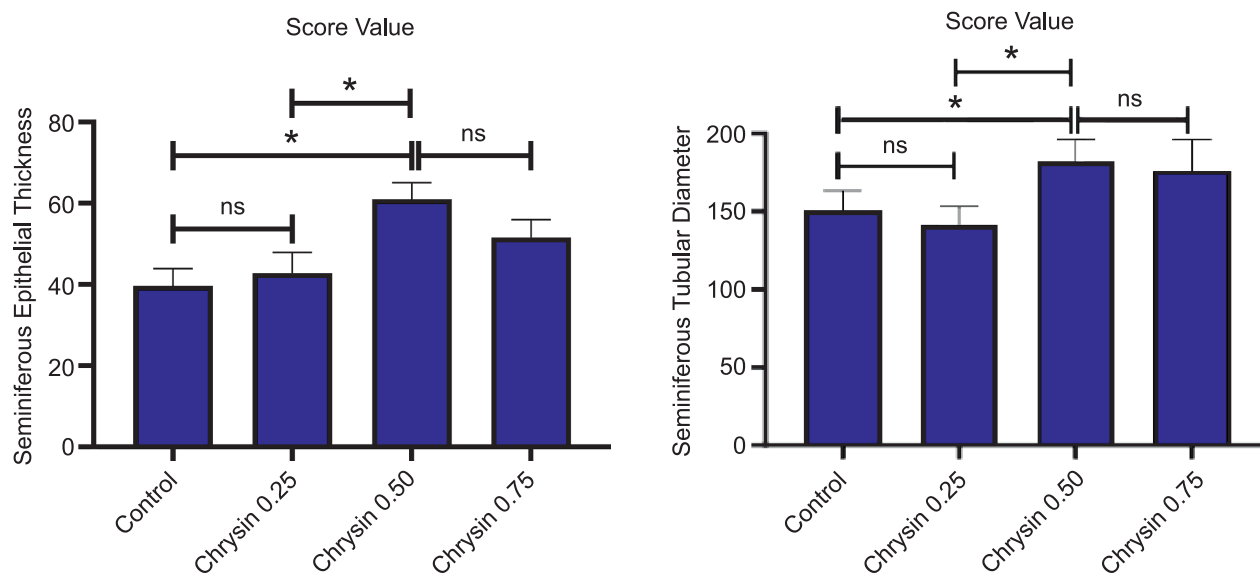 Score Value
Seminiferous Epithelial Thickness
80
60
40
20
0
*
*
ns
ns
Control
Chrysin 0.25
Chrysin 0.50
Chrysin 0.75
Score Value
Seminiferous Tubular Diameter
200
150
100
50
0
*
*
ns
ns
Control
Chrysin 0.25
Chrysin 0.50
Chrysin 0.75